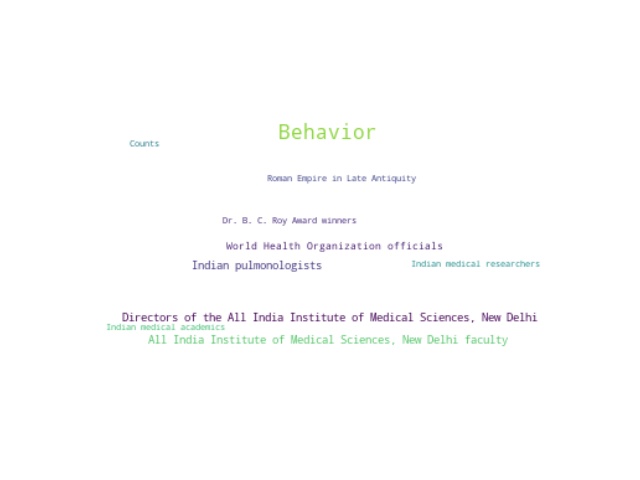 Behavior
Counts
Roman Empire in Late Antiquity
Dr. B. C. Roy Award winners
World Health Organization officials
Indian pulmonologists
Indian medical researchers
Directors of the All India Institute of Medical Sciences, New Delhi
Indian medical academics
All India Institute of Medical Sciences, New Delhi faculty